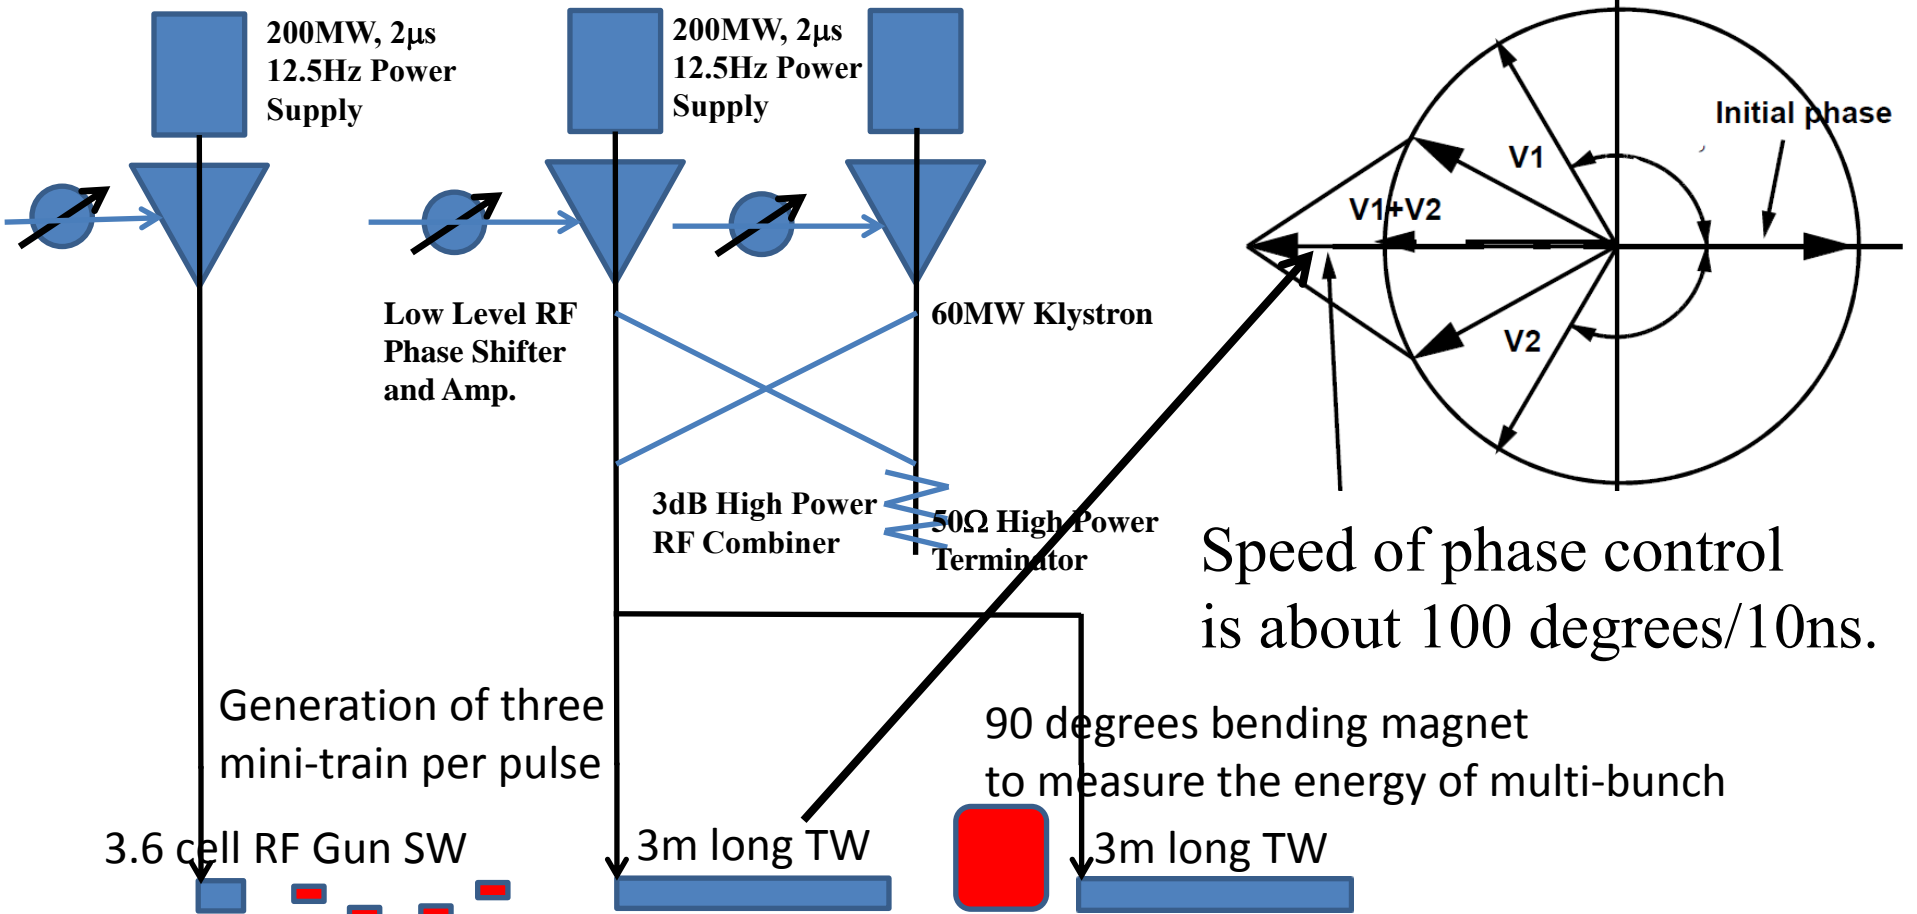 200MW, 2μs
12.5Hz Power
Supply
200MW, 2μs
12.5Hz Power
Supply
Initial phase
V1
V1+V2
V2
Low Level RF
Phase Shifter
and Amp.
60MW Klystron
3dB High Power
RF Combiner
50Ω High Power
Terminator
Speed of phase control
is about 100 degrees/10ns.
Generation of three
mini-train per pulse
90 degrees bending magnet
to measure the energy of multi-bunch
3.6 cell RF Gun SW
3m long TW
3m long TW